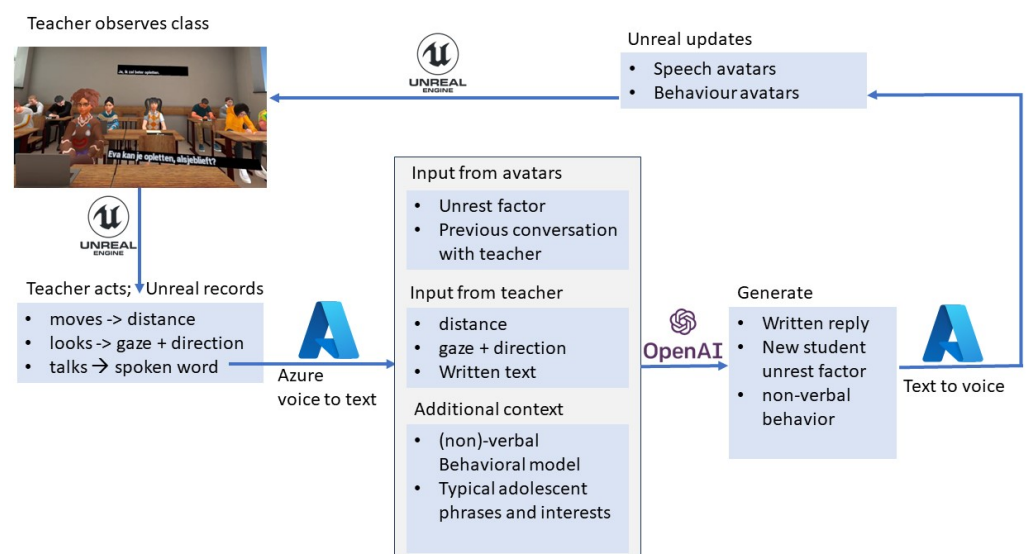 Teacher observes class
Ja, ik zal beter opletten.
Eva kan je opletten, alsjeblieft?
UNREAL
ENGINE
Unreal updates
• Speech avatars
• Behaviour avatars
UNREAL
ENGINE
Teacher acts; Unreal records
• moves -> distance
• looks -> gaze + direction
• talks → spoken word
Azure
voice to text
Input from avatars
• Unrest factor
• Previous conversation
with teacher
Input from teacher
• distance
• gaze + direction
• Written text
Additional context
• (non)-verbal
Behavioral model
• Typical adolescent
phrases and interests
OpenAI
Generate
• Written reply
• New student
unrest factor
• non-verbal
behavior
Text to voice